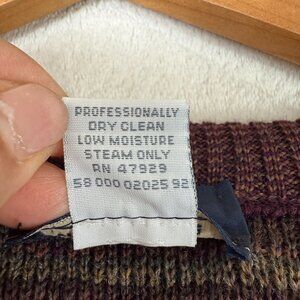 PROFESSIONALLY
DRY CLEAN
LOW MOISTURE
STEAM ONLY
RN 47929
58 000 02025 92